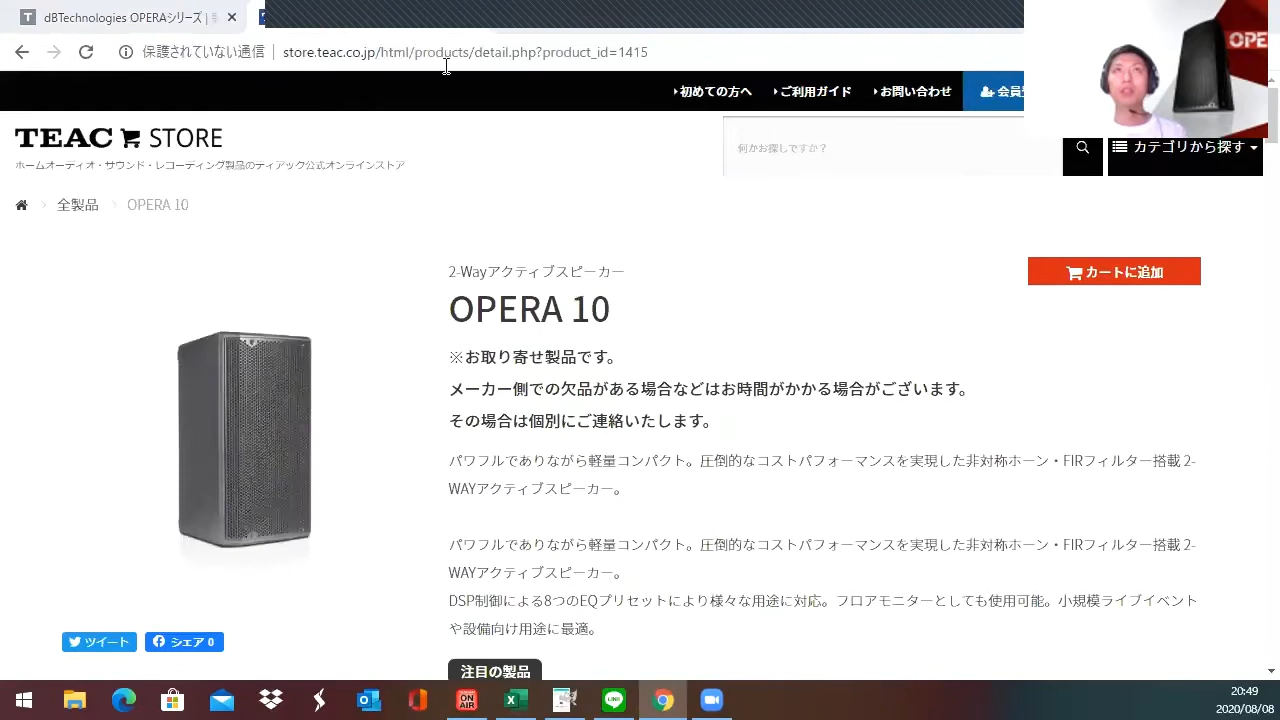 dBTechnologies OPERAシリーズ |
保護されていない通信 | store.teac.co.jp/html/products/detail.php?product_id=1415
OPE
初めての方へ ご利用ガイド お問い合わせ 会員
TEAC STORE
ホームオーディオ・サウンド・レコーディング製品のティアック公式オンラインストア
何かお探しですか？
カテゴリから探す
全製品 OPERA 10
2-Wayアクティブスピーカー
カートに追加
OPERA 10
※お取り寄せ製品です。
メーカー側での欠品がある場合などはお時間がかかる場合がございます。
その場合は個別にご連絡いたします。
パワフルでありながら軽量コンパクト。圧倒的なコストパフォーマンスを実現した非対称ホーン・FIRフィルター搭載 2-
WAYアクティブスピーカー。
パワフルでありながら軽量コンパクト。圧倒的なコストパフォーマンスを実現した非対称ホーン・FIRフィルター搭載 2-
WAYアクティブスピーカー。
DSP制御による8つのEQプリセットにより様々な用途に対応。フロアモニターとしても使用可能。小規模ライブイベント
や設備向け用途に最適。
ツイート シェア 0
注目の製品
ON AIR
LINE
20:49
2020/08/08